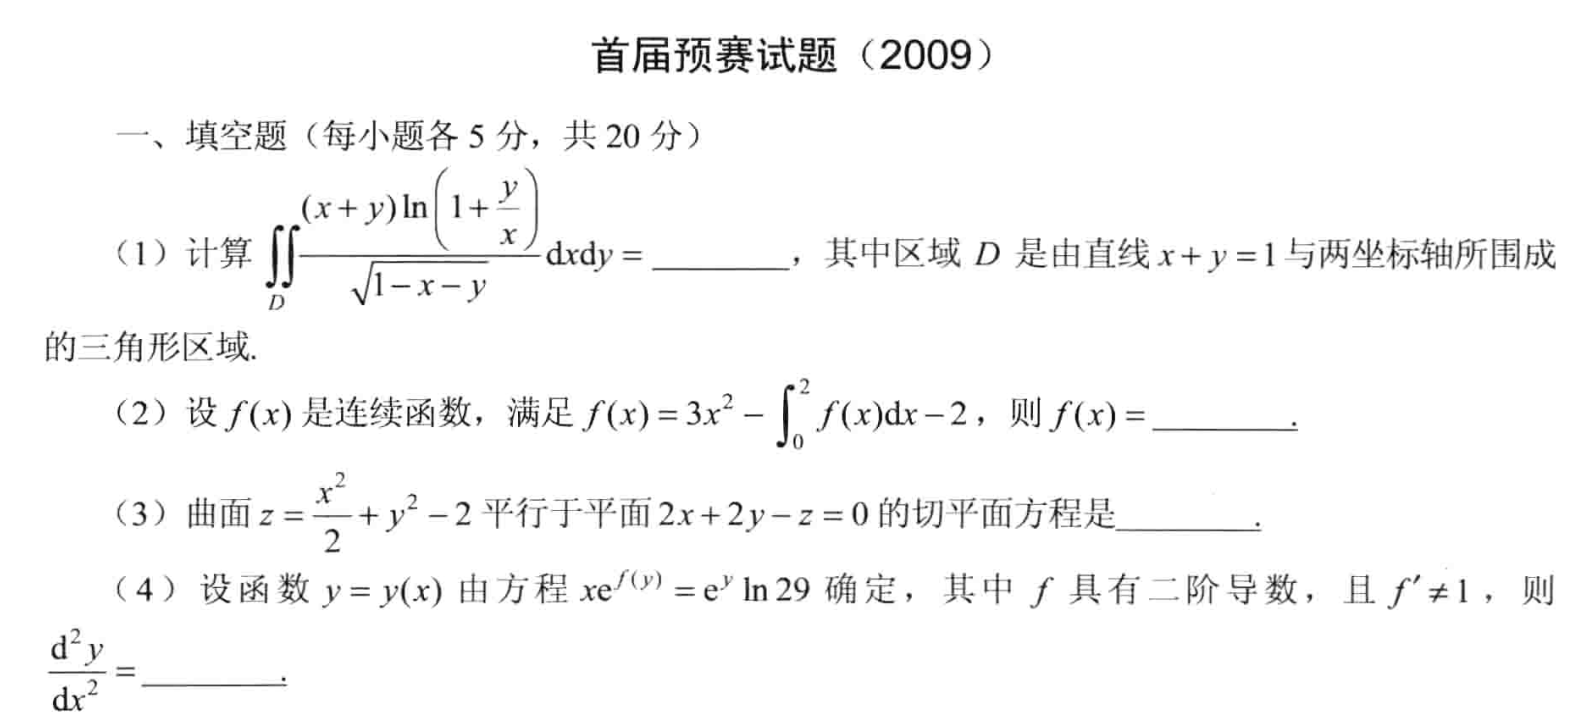 首届预赛试题（2009）
一、填空题（每小题各 5 分，共 20 分）
（1）计算 $\iint\limits_{D}\frac{(x+y)\ln\left(1+\frac{y}{x}\right)}{\sqrt{1-x-y}}\mathrm{d}x\mathrm{d}y=$ ________，其中区域 D 是由直线 $x+y=1$ 与两坐标轴所围成
的三角形区域.
（2）设 $f(x)$ 是连续函数，满足 $f(x)=3x^2-\int_0^2 f(x)\mathrm{d}x-2$，则 $f(x)=$ ________.
（3）曲面 $z=\frac{x^2}{2}+y^2-2$ 平行于平面 $2x+2y-z=0$ 的切平面方程是________.
（4）设函数 $y=y(x)$ 由方程 $x\mathrm{e}^{f(y)}=\mathrm{e}^y\ln 29$ 确定，其中 $f$ 具有二阶导数，且 $f'\neq 1$，则
$\frac{\mathrm{d}^2y}{\mathrm{d}x^2}=$ ________.